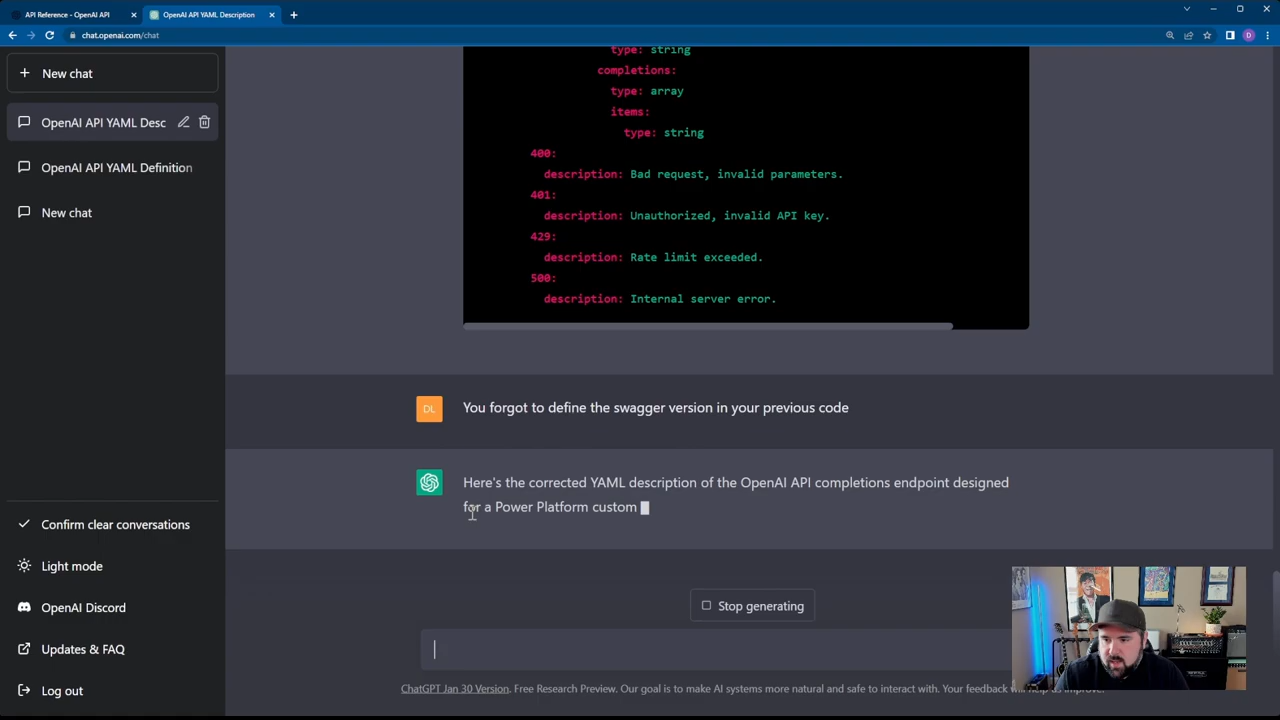 API Reference - OpenAI API
OpenAI API YAML Description
chat.openai.com/chat
D
New chat
OpenAI API YAML Desc
OpenAI API YAML Definition
New chat
Confirm clear conversations
Light mode
OpenAI Discord
Updates & FAQ
Log out
type: string
completions:
type: array
items:
type: string
400:
description: Bad request, invalid parameters.
401:
description: Unauthorized, invalid API key.
429:
description: Rate limit exceeded.
500:
description: Internal server error.
DL
You forgot to define the swagger version in your previous code
Here's the corrected YAML description of the OpenAI API completions endpoint designed
for a Power Platform custom
Stop generating
ChatGPT Jan 30 Version. Free Research Preview. Our goal is to make AI systems more natural and safe to interact with. Your feedback will help us improve.